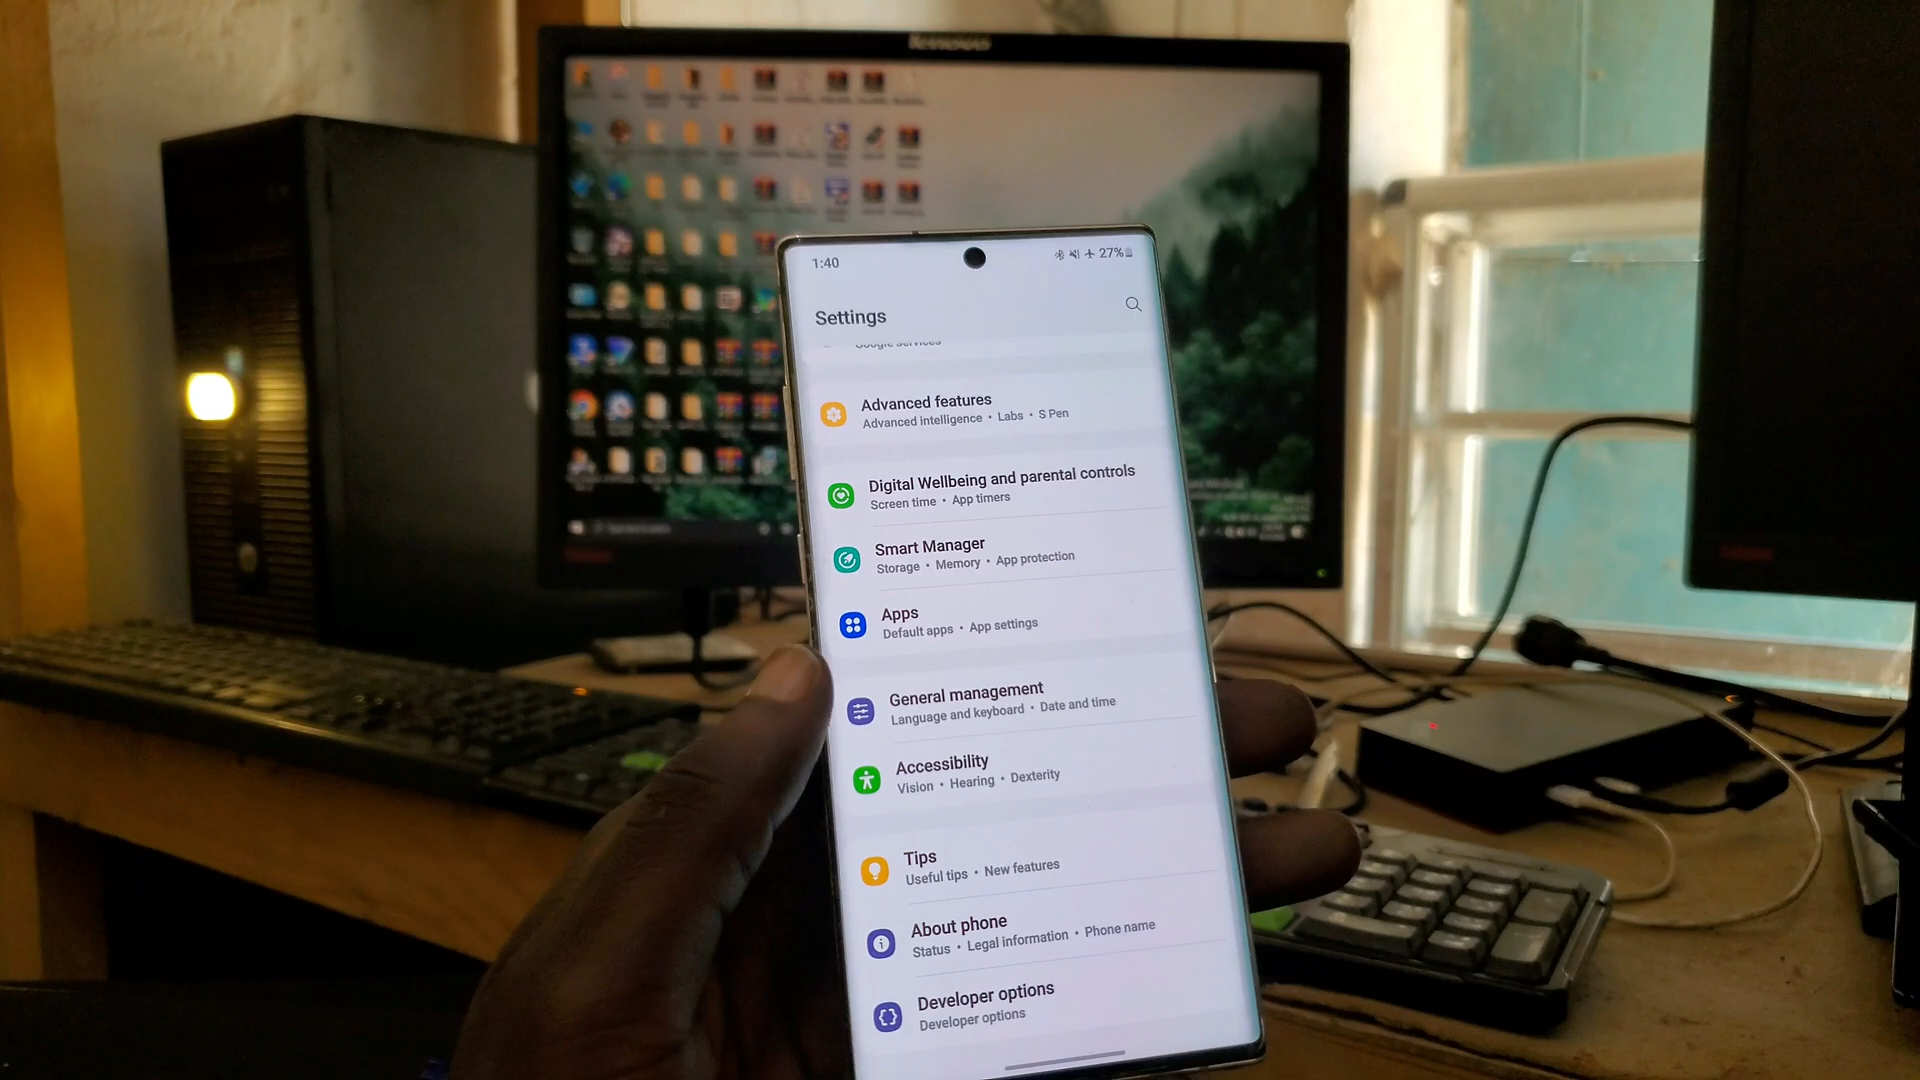 lenovo
1:40
27%
Settings
Google services
Advanced features
Advanced intelligence • Labs • S Pen
Digital Wellbeing and parental controls
Screen time • App timers
Smart Manager
Storage • Memory • App protection
Apps
Default apps • App settings
General management
Language and keyboard • Date and time
Accessibility
Vision • Hearing • Dexterity
Tips
Useful tips • New features
About phone
Status • Legal information • Phone name
Developer options
Developer options